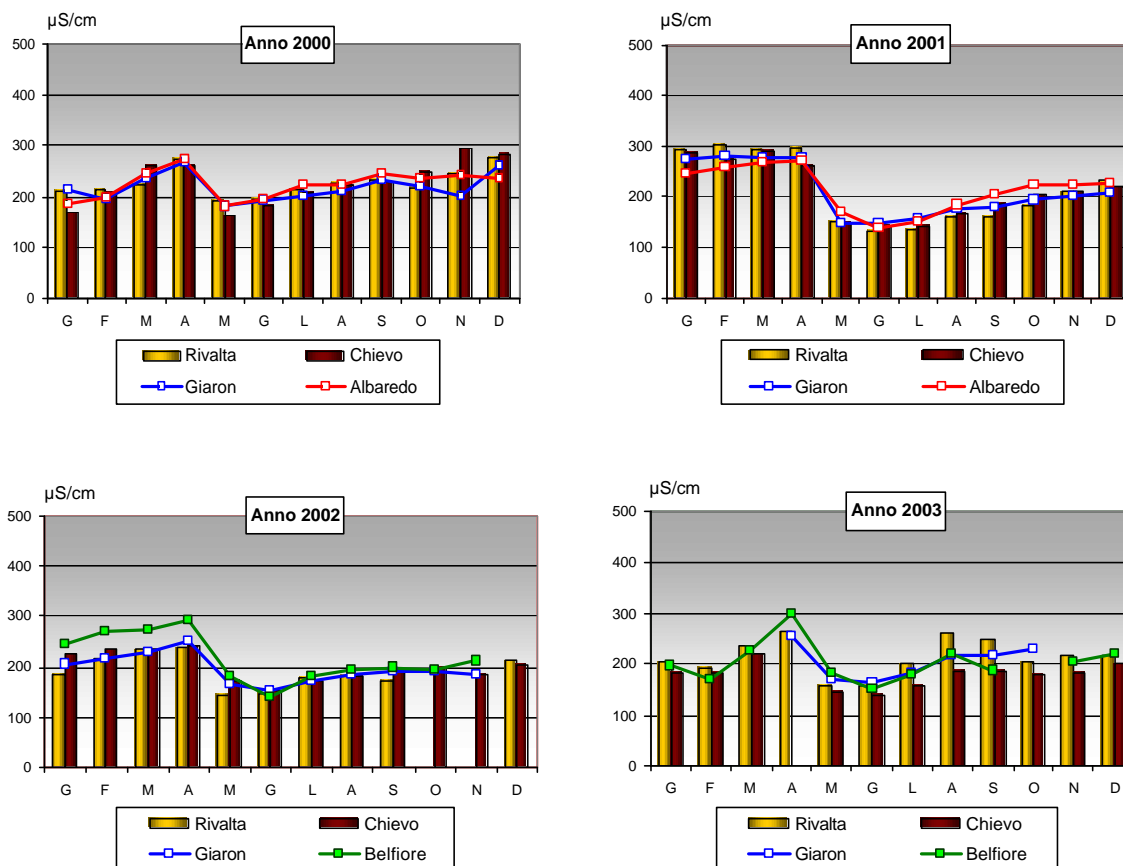 µS/cm
Anno 2000
500
400
300
200
100
0
G F M A M G L A S O N D
Rivalta Chievo
Giaron Albaredo
µS/cm
Anno 2001
500
400
300
200
100
0
G F M A M G L A S O N D
Rivalta Chievo
Giaron Albaredo
µS/cm
Anno 2002
500
400
300
200
100
0
G F M A M G L A S O N D
Rivalta Chievo
Giaron Belfiore
µS/cm
Anno 2003
500
400
300
200
100
0
G F M A M G L A S O N D
Rivalta Chievo
Giaron Belfiore